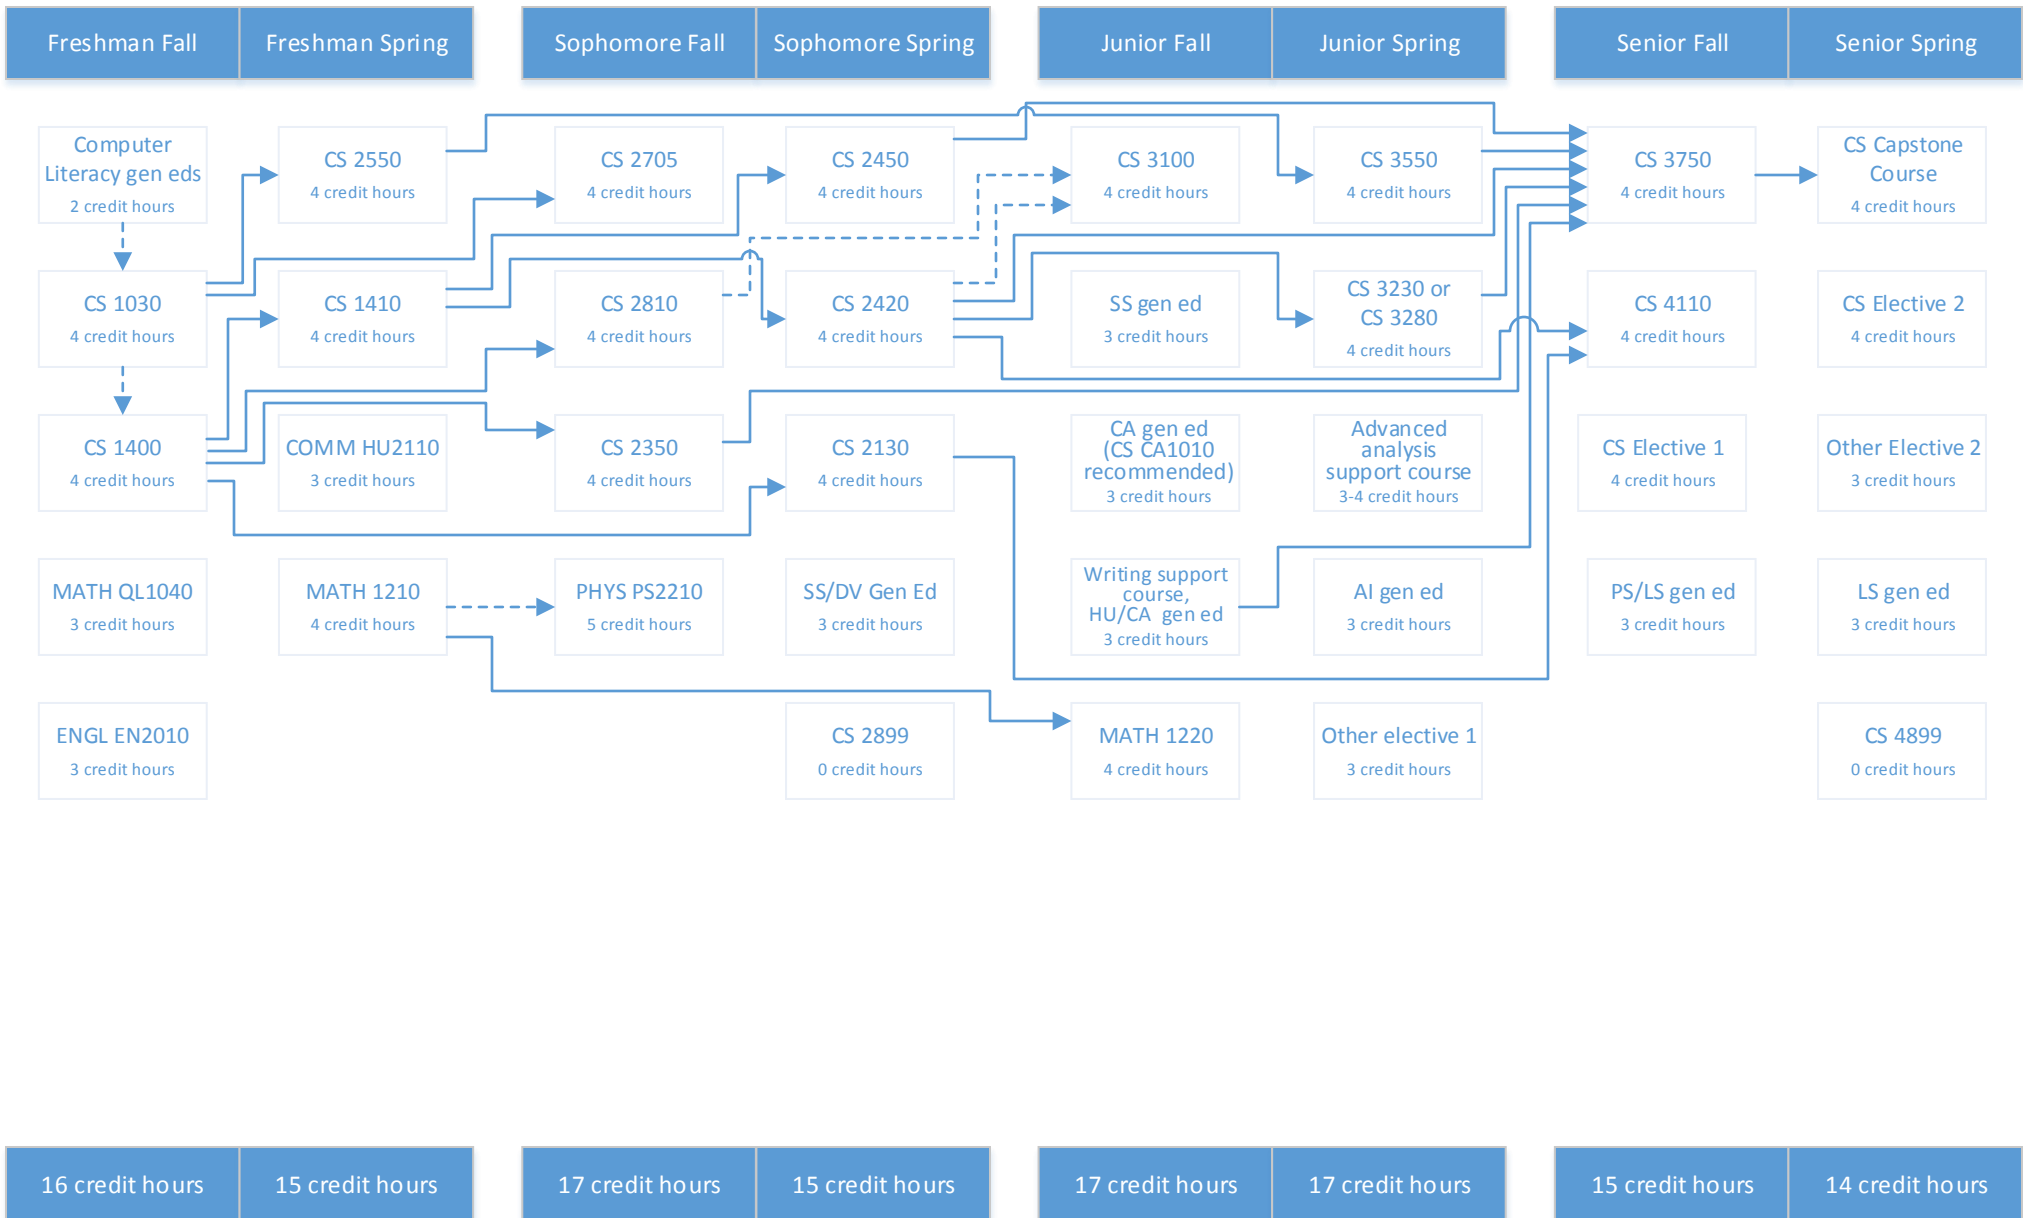 Freshman Fall
Freshman Spring
Sophomore Fall
Sophomore Spring
Junior Fall
Junior Spring
Senior Fall
Senior Spring
Computer
Literacy gen eds
2 credit hours
CS 2550
4 credit hours
CS 2705
4 credit hours
CS 2450
4 credit hours
CS 3100
4 credit hours
CS 3550
4 credit hours
CS 3750
4 credit hours
CS Capstone
Course
4 credit hours
CS 1030
4 credit hours
CS 1410
4 credit hours
CS 2810
4 credit hours
CS 2420
4 credit hours
SS gen ed
3 credit hours
CS 3230 or
CS 3280
4 credit hours
CS 4110
4 credit hours
CS Elective 2
4 credit hours
CS 1400
4 credit hours
COMM HU2110
3 credit hours
CS 2350
4 credit hours
CS 2130
4 credit hours
CA gen ed
(CS CA1010
recommended)
3 credit hours
Advanced
analysis
support course
3-4 credit hours
CS Elective 1
4 credit hours
Other Elective 2
3 credit hours
MATH QL1040
3 credit hours
MATH 1210
4 credit hours
PHYS PS2210
5 credit hours
SS/DV Gen Ed
3 credit hours
Writing support
course,
HU/CA gen ed
3 credit hours
AI gen ed
3 credit hours
PS/LS gen ed
3 credit hours
LS gen ed
3 credit hours
ENGL EN2010
3 credit hours
CS 2899
0 credit hours
MATH 1220
4 credit hours
Other elective 1
3 credit hours
CS 4899
0 credit hours
16 credit hours
15 credit hours
17 credit hours
15 credit hours
17 credit hours
17 credit hours
15 credit hours
14 credit hours